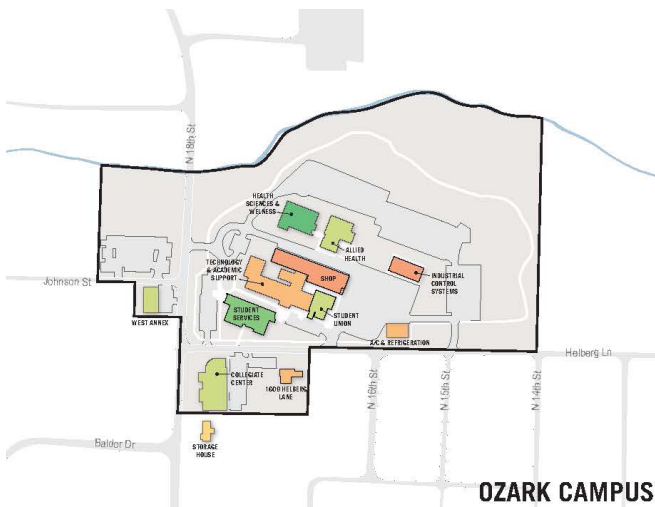 N 18th St
HEALTH
SCIENCES &
WELNESS
ALLIED
HEALTH
TECHNOLOGY
& ACADEMIC
SUPPORT
SHOP
INDUSTRIAL
CONTROL
SYSTEMS
Johnson St
WEST ANNEX
STUDENT
SERVICES
STUDENT
UNION
A/C & REFRIGERATION
Helberg Ln
COLLEGIATE
CENTER
1609 HELBERG
LANE
N 16th St
N 15th St
N 14th St
Baldor Dr
STORAGE
HOUSE
OZARK CAMPUS